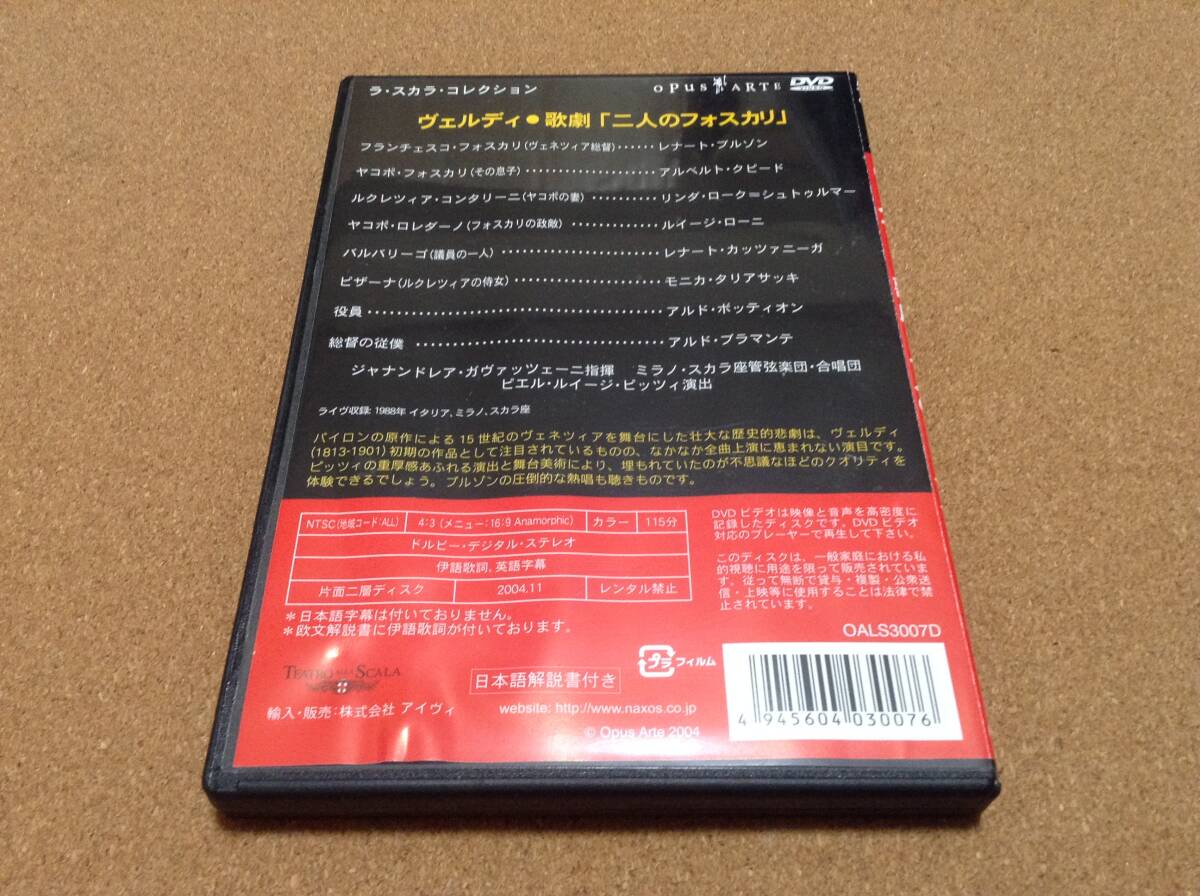 ラ・スカラ・コレクション
OPUS ARTE
DVD
VIDEO
ヴェルディ●歌劇「二人のフォスカリ」
フランチェスコ・フォスカリ(ヴェネツィア総督)······レナート・ブルゾン
ヤコポ・フォスカリ(その息子)····················アルベルト・クピード
ルクレツィア・コンタリーニ(ヤコポの妻)··········リンダ・ローク=シュトゥルマー
ヤコポ・ロレダーノ(フォスカリの政敵)·············ルイージ・ローニ
バルバリーゴ(議員の一人)························レナート・カッツァニーガ
ピザーナ(ルクレツィアの侍女)······················モニカ・タリアサッキ
役員··········································アルド・ボッティオン
総督の従僕···································アルド・ブラマンテ
ジャナンドレア・ガヴァッツェーニ指揮 ミラノ・スカラ座管弦楽団・合唱団
ピエル・ルイージ・ピッツィ演出
ライヴ収録: 1988年 イタリア、ミラノ、スカラ座
バイロンの原作による15世紀のヴェネツィアを舞台にした壮大な歴史的悲劇は、ヴェルディ
(1813-1901)初期の作品として注目されているものの、なかなか全曲上演に恵まれない演目です。
ピッツィの重厚感あふれる演出と舞台美術により、埋もれていたのが不思議なほどのクオリティを
体験できるでしょう。ブルゾンの圧倒的な熱唱も聴きものです。
NTSC(地域コード:ALL) 4:3(メニュー:16:9 Anamorphic) カラー 115分
ドルビー・デジタル・ステレオ
伊語歌詞,英語字幕
片面二層ディスク 2004.11 レンタル禁止
*日本語字幕は付いておりません。
*欧文解説書に伊語歌詞が付いております。
DVDビデオは映像と音声を高密度に
記録したディスクです。DVDビデオ
対応のプレーヤーで再生して下さい。
このディスクは、一般家庭における私
的視聴に用途を限って販売されていま
す。従って無断で貸与・複製・公衆送
信・上映等に使用することは法律で禁
止されています。
OALS3007D
TEATRO ALLA SCALA
日本語解説書付き
プラ フィルム
輸入・販売:株式会社 アイヴィ
website: http://www.naxos.co.jp
© Opus Arte 2004
4 945604 030076